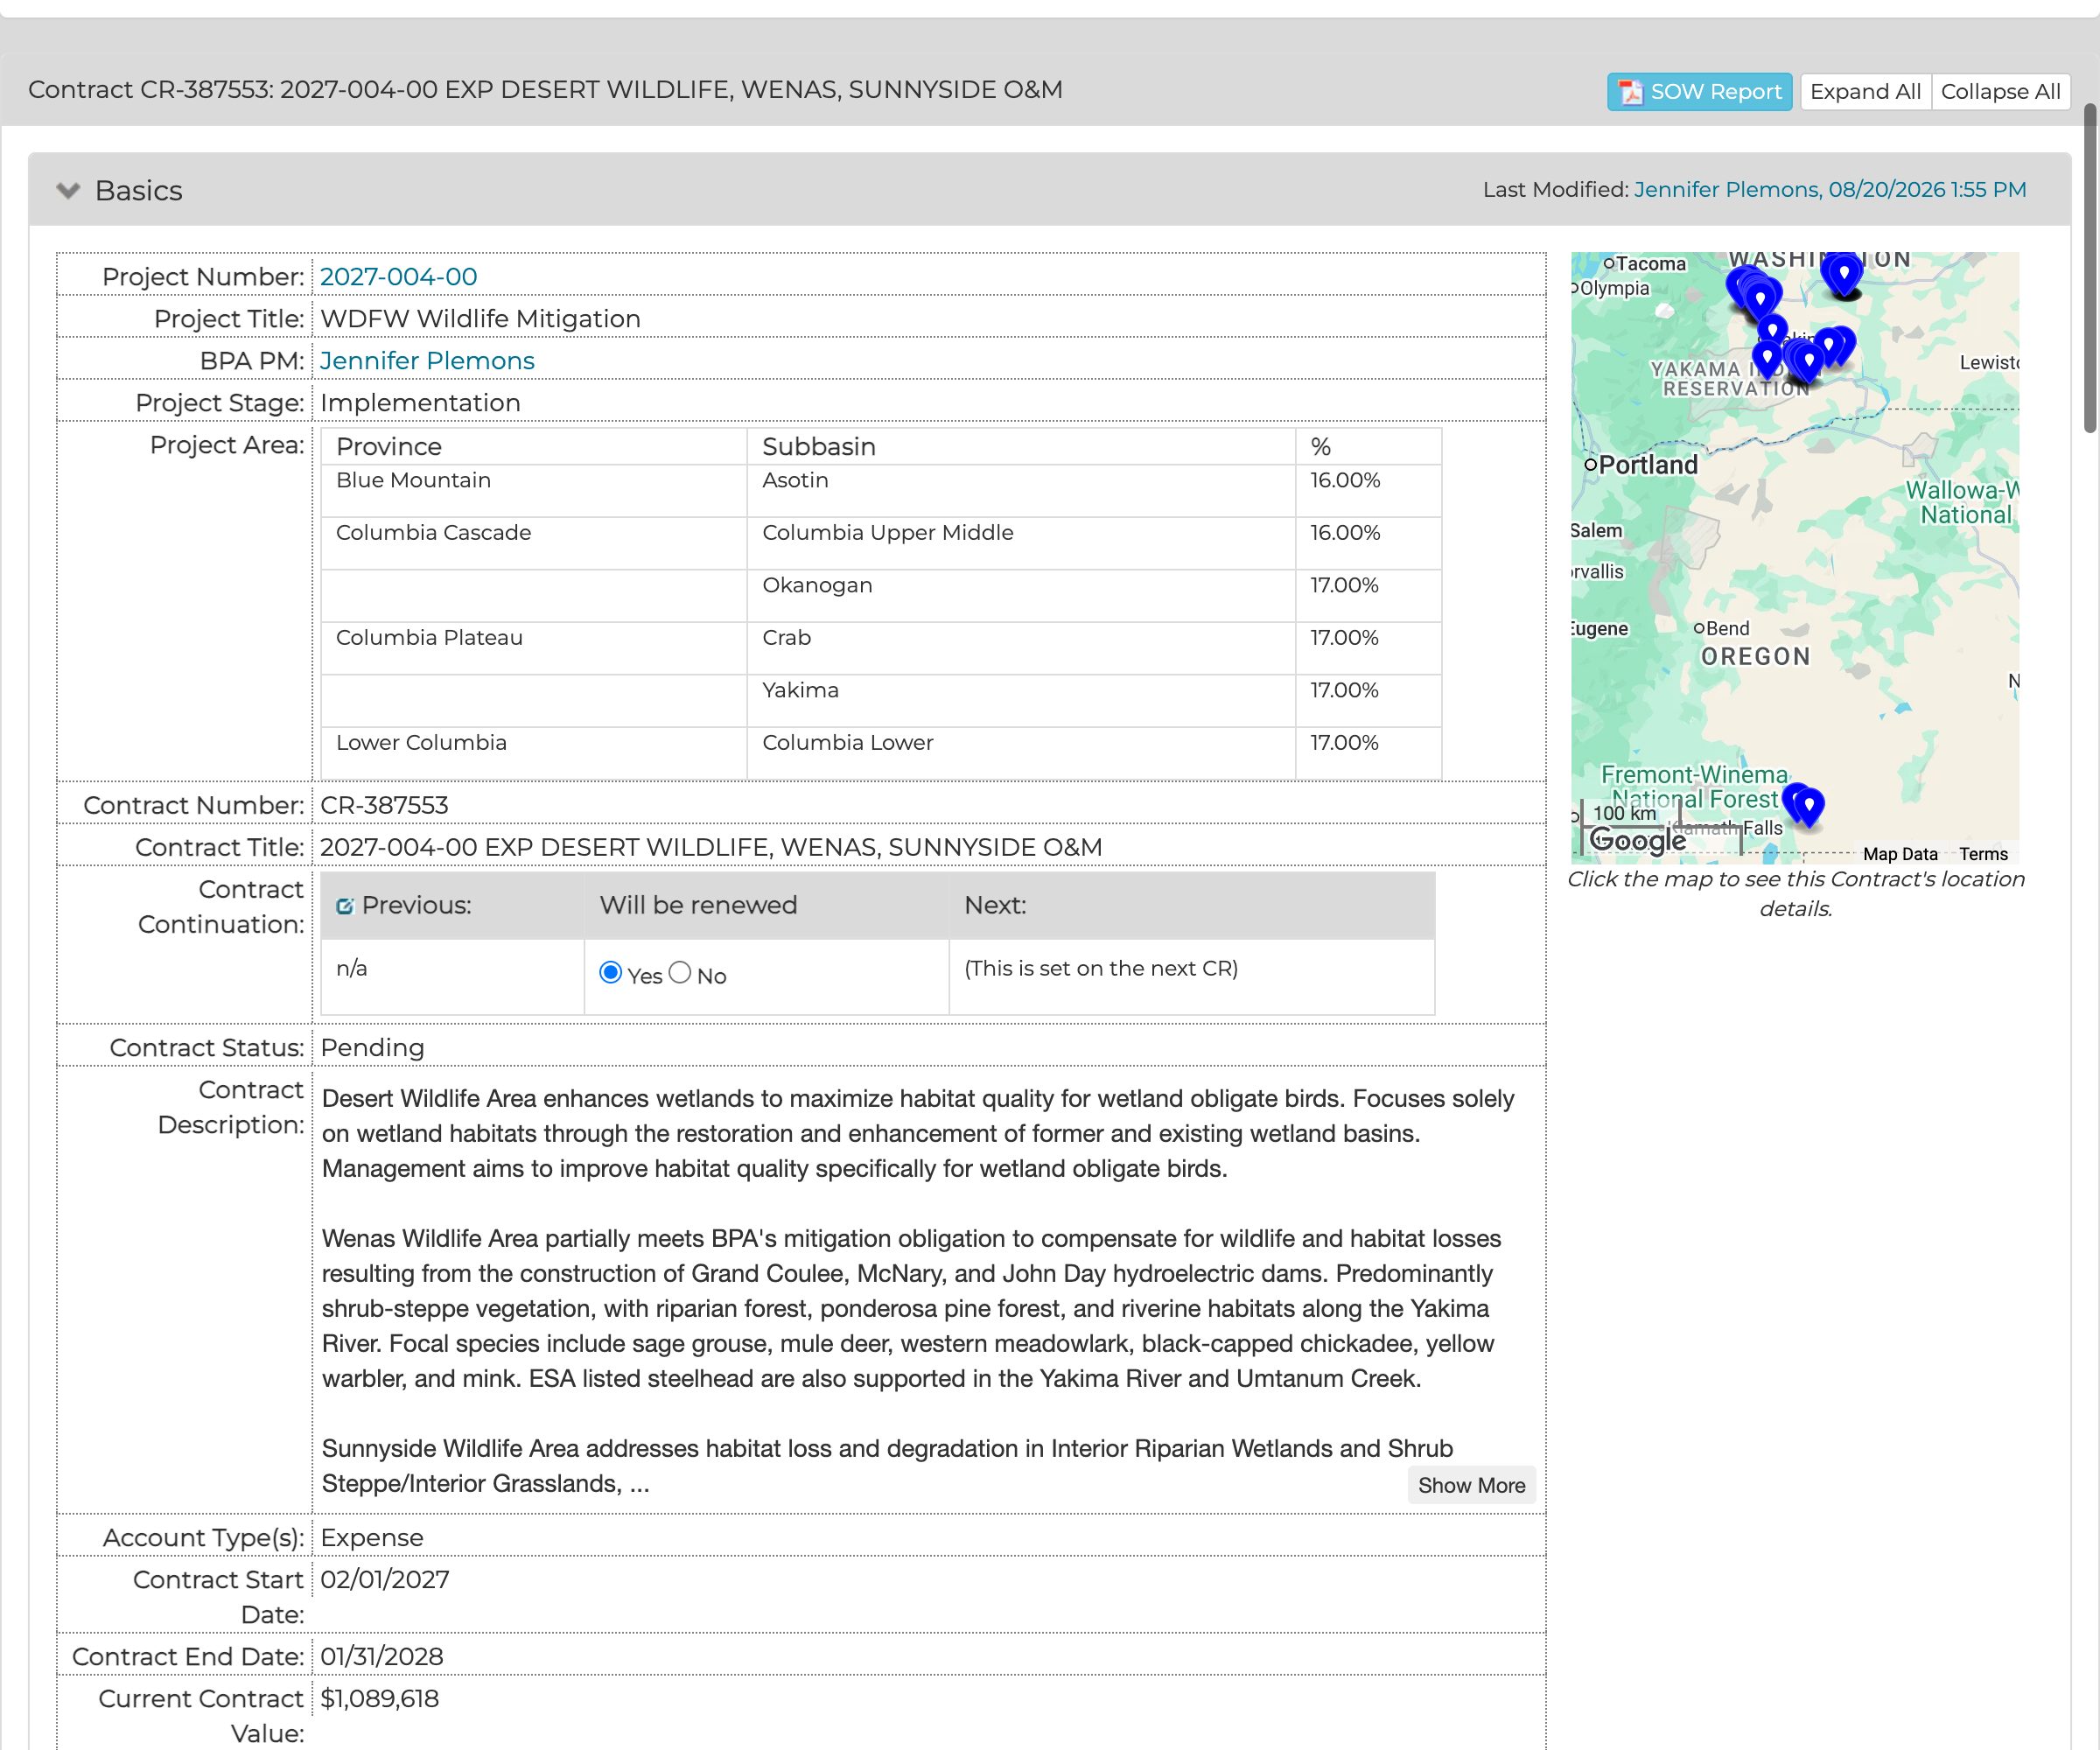 Contract CR-387553: 2027-004-00 EXP DESERT WILDLIFE, WENAS, SUNNYSIDE O&M
SOW Report
Expand All
Collapse All
Basics
Last Modified: Jennifer Plemons, 08/20/2026 1:55 PM
Project Number: 2027-004-00
Project Title: WDFW Wildlife Mitigation
BPA PM: Jennifer Plemons
Project Stage: Implementation
Project Area:
Province Subbasin %
Blue Mountain Asotin 16.00%
Columbia Cascade Columbia Upper Middle 16.00%
Okanogan 17.00%
Columbia Plateau Crab 17.00%
Yakima 17.00%
Lower Columbia Columbia Lower 17.00%
Contract Number: CR-387553
Contract Title: 2027-004-00 EXP DESERT WILDLIFE, WENAS, SUNNYSIDE O&M
Contract
Continuation:
Previous: Will be renewed Next:
n/a Yes No (This is set on the next CR)
Contract Status: Pending
Contract
Description:
Desert Wildlife Area enhances wetlands to maximize habitat quality for wetland obligate birds. Focuses solely
on wetland habitats through the restoration and enhancement of former and existing wetland basins.
Management aims to improve habitat quality specifically for wetland obligate birds.
Wenas Wildlife Area partially meets BPA's mitigation obligation to compensate for wildlife and habitat losses
resulting from the construction of Grand Coulee, McNary, and John Day hydroelectric dams. Predominantly
shrub-steppe vegetation, with riparian forest, ponderosa pine forest, and riverine habitats along the Yakima
River. Focal species include sage grouse, mule deer, western meadowlark, black-capped chickadee, yellow
warbler, and mink. ESA listed steelhead are also supported in the Yakima River and Umtanum Creek.
Sunnyside Wildlife Area addresses habitat loss and degradation in Interior Riparian Wetlands and Shrub
Steppe/Interior Grasslands, ...
Show More
Account Type(s): Expense
Contract Start
Date:
02/01/2027
Contract End Date: 01/31/2028
Current Contract
Value:
$1,089,618
Tacoma
Olympia
YAKAMA
RESERVATION
Lewisto
Portland
Wallowa-W
National
Salem
orvallis
Eugene
Bend
OREGON
N
Fremont-Winema
National Forest
100 km
Klamath Falls
Google
Map Data
Terms
Click the map to see this Contract's location
details.